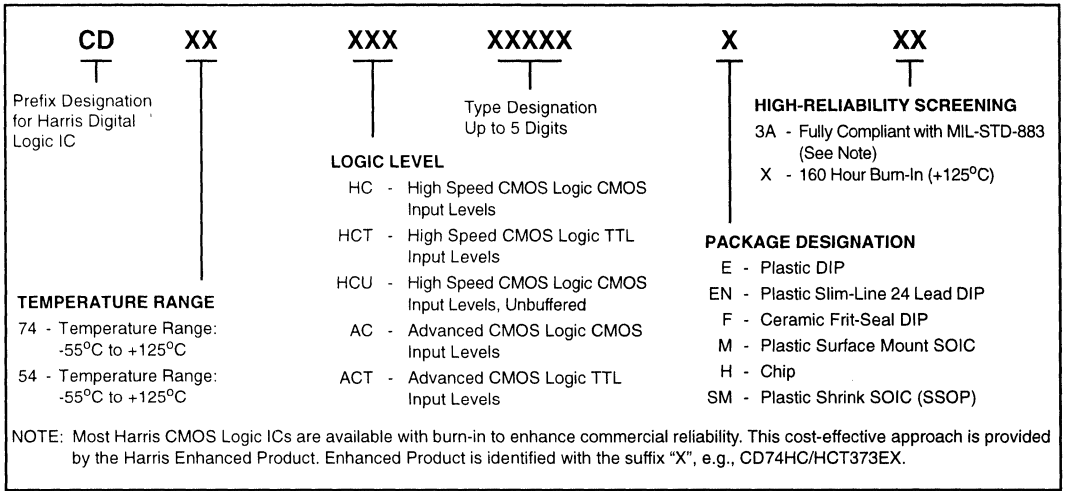 CD XX XXX XXXXX X XX
Prefix Designation
for Harris Digital
Logic IC
Type Designation
Up to 5 Digits
HIGH-RELIABILITY SCREENING
3A - Fully Compliant with MIL-STD-883
(See Note)
X - 160 Hour Burn-In (+125°C)
LOGIC LEVEL
HC - High Speed CMOS Logic CMOS
Input Levels
HCT - High Speed CMOS Logic TTL
Input Levels
HCU - High Speed CMOS Logic CMOS
Input Levels, Unbuffered
AC - Advanced CMOS Logic CMOS
Input Levels
ACT - Advanced CMOS Logic TTL
Input Levels
PACKAGE DESIGNATION
E - Plastic DIP
EN - Plastic Slim-Line 24 Lead DIP
F - Ceramic Frit-Seal DIP
M - Plastic Surface Mount SOIC
H - Chip
SM - Plastic Shrink SOIC (SSOP)
TEMPERATURE RANGE
74 - Temperature Range:
-55°C to +125°C
54 - Temperature Range:
-55°C to +125°C
NOTE: Most Harris CMOS Logic ICs are available with burn-in to enhance commercial reliability. This cost-effective approach is provided
by the Harris Enhanced Product. Enhanced Product is identified with the suffix “X”, e.g., CD74HC/HCT373EX.